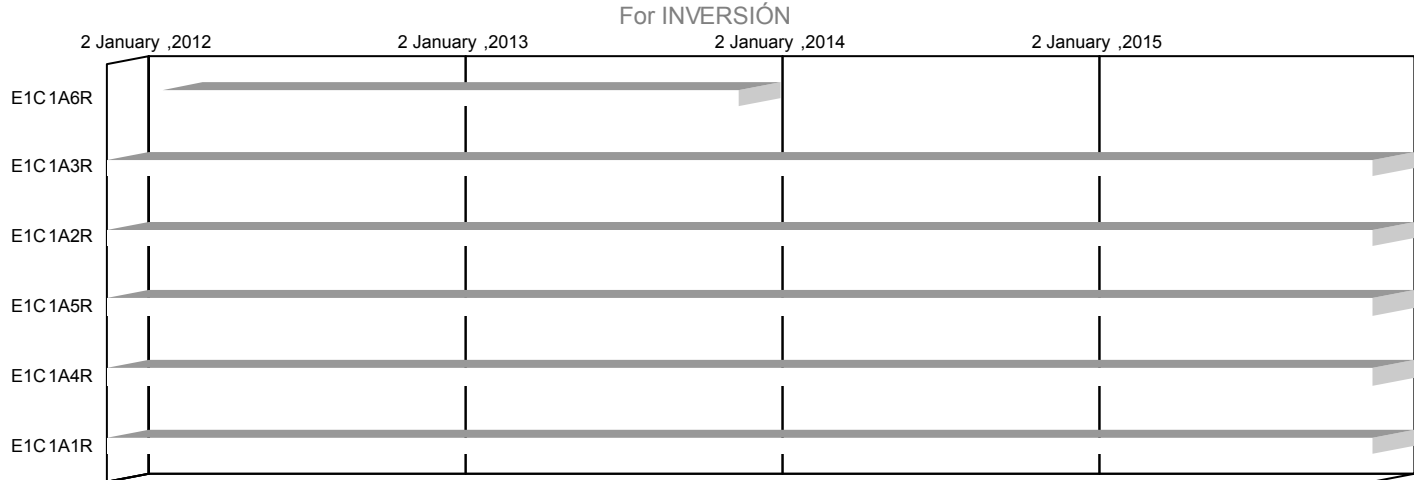 For INVERSIÓN
2 January ,2012 2 January ,2013 2 January ,2014 2 January ,2015
E1C1A6R
E1C1A3R
E1C1A2R
E1C1A5R
E1C1A4R
E1C1A1R